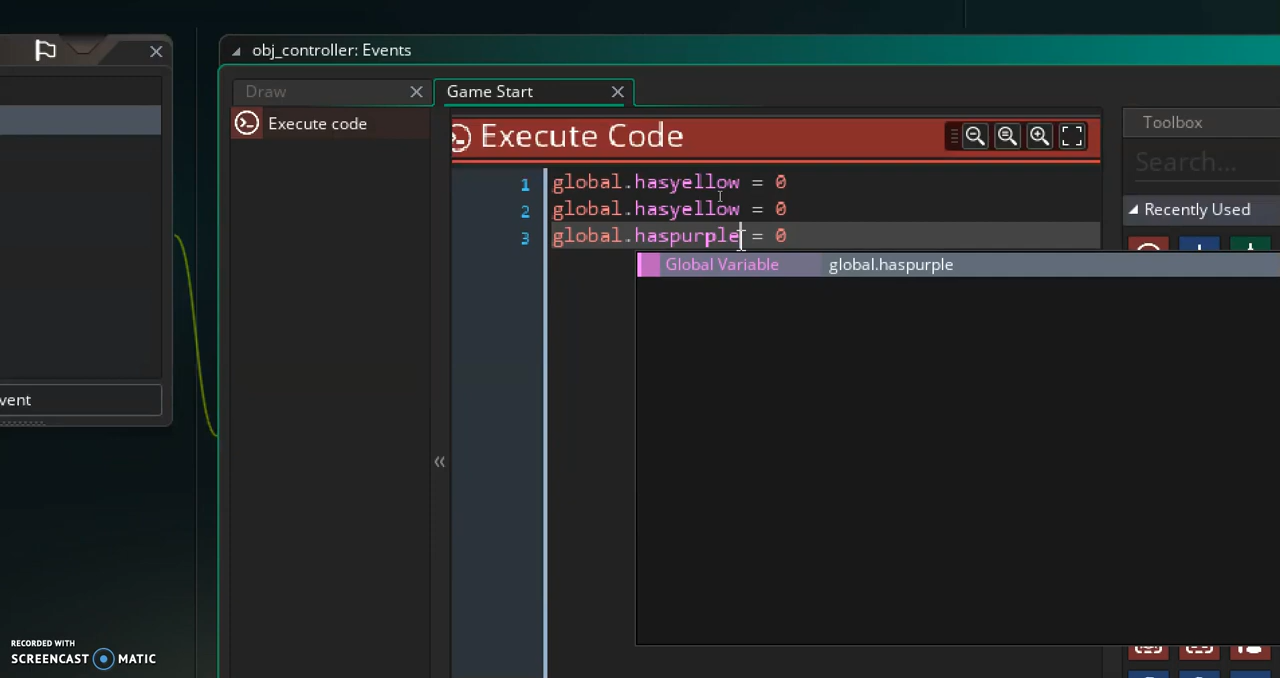 obj_controller: Events
Draw
Game Start
Execute code
Execute Code
Toolbox
1 global.hasyellow = 0
Search...
2 global.hasyellow = 0
Recently Used
3 global.haspurple = 0
Global Variable global.haspurple
vent
«
RECORDED WITH
SCREENCAST MATIC